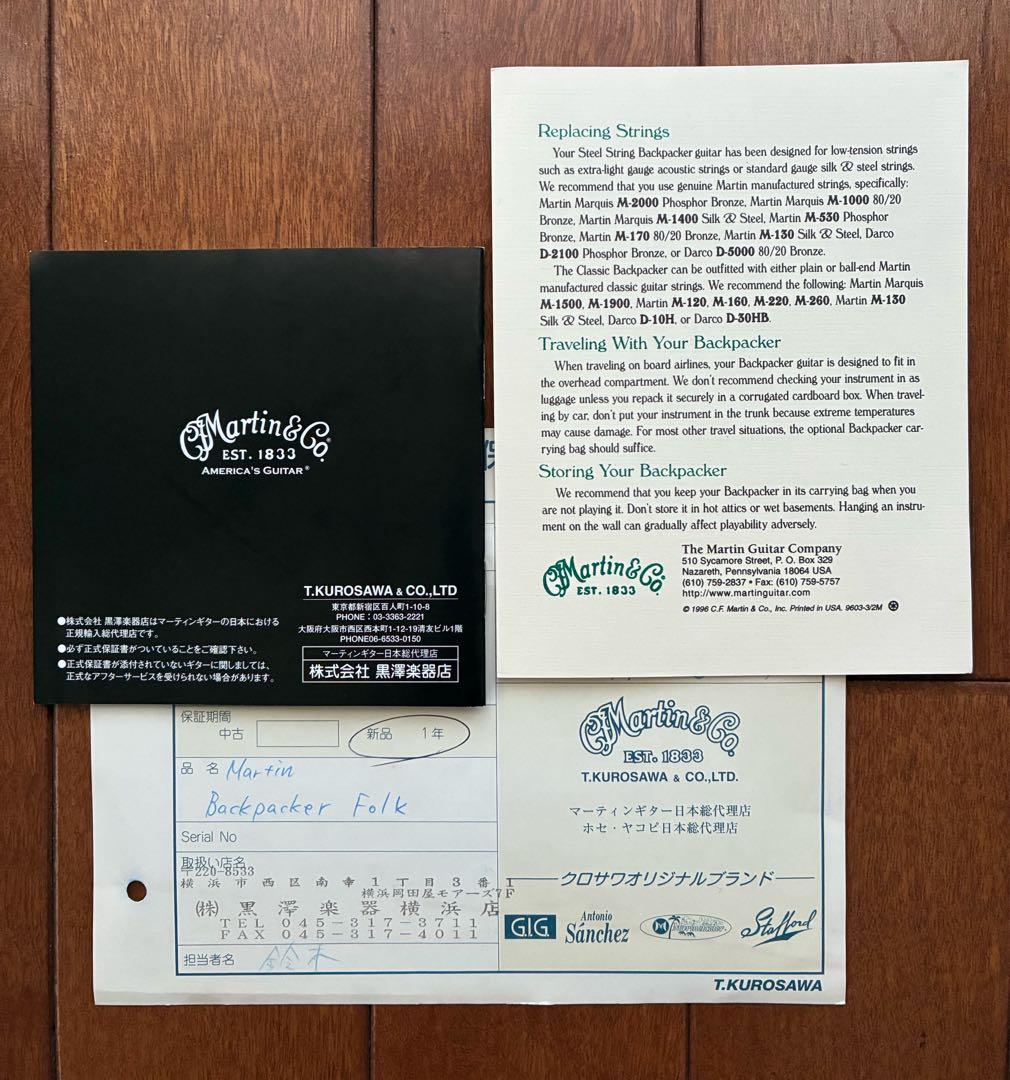 Replacing Strings
Your Steel String Backpacker guitar has been designed for low-tension strings
such as extra-light gauge acoustic strings or standard gauge silk & steel strings.
We recommend that you use genuine Martin manufactured strings, specifically:
Martin Marquis M-2000 Phosphor Bronze, Martin Marquis M-1000 80/20
Bronze, Martin Marquis M-1400 Silk & Steel, Martin M-530 Phosphor
Bronze, Martin M-170 80/20 Bronze, Martin M-130 Silk & Steel, Darco
D-2100 Phosphor Bronze, or Darco D-5000 80/20 Bronze.
The Classic Backpacker can be outfitted with either plain or ball-end Martin
manufactured classic guitar strings. We recommend the following: Martin Marquis
M-1500, M-1900, Martin M-120, M-160, M-220, M-260, Martin M-130
Silk & Steel, Darco D-10H, or Darco D-30HB.
Traveling With Your Backpacker
When traveling on board airlines, your Backpacker guitar is designed to fit in
the overhead compartment. We don't recommend checking your instrument in as
luggage unless you repack it securely in a corrugated cardboard box. When travel-
ing by car, don't put your instrument in the trunk because extreme temperatures
may cause damage. For most other travel situations, the optional Backpacker car-
rying bag should suffice.
Storing Your Backpacker
We recommend that you keep your Backpacker in its carrying bag when you
are not playing it. Don't store it in hot attics or wet basements. Hanging an instru-
ment on the wall can gradually affect playability adversely.
CF Martin & Co.
EST. 1833
The Martin Guitar Company
510 Sycamore Street, P. O. Box 329
Nazareth, Pennsylvania 18064 USA
(610) 759-2837 • Fax: (610) 759-5757
http://www.martinguitar.com
© 1996 C.F. Martin & Co., Inc. Printed in USA. 9603-3/2M
CF Martin & Co.
EST. 1833
AMERICA'S GUITAR®
T.KUROSAWA & CO.,LTD
東京都新宿区百人町1-10-8
PHONE : 03-3363-2221
大阪府大阪市西区西本町1-12-19清友ビル1階
PHONE06-6533-0150
マーティンギター日本総代理店
株式会社 黒澤楽器店
●株式会社 黒澤楽器店はマーティンギターの日本における
正規輸入総代理店です。
●必ず正式保証書がついていることをご確認下さい。
●正式保証書が添付されていないギターに関しましては、
正式なアフターサービスを受けられない場合があります。
保証期間
中古 新品 1年
品名 Martin
Backpacker Folk
Serial No
取扱い店名
〒220-8533
横浜市西区南幸1丁目3番1
横浜岡田屋モアーズ7F
(株)黒澤楽器横浜店
TEL 045-317-3711
FAX 045-317-4011
担当者名 鈴木
CF Martin & Co.
EST. 1833
T.KUROSAWA & CO.,LTD.
マーティンギター日本総代理店
ホセ・ヤコピ日本総代理店
クロサワオリジナルブランド
G.I.G.
Antonio
Sánchez
Stafford
T.KUROSAWA